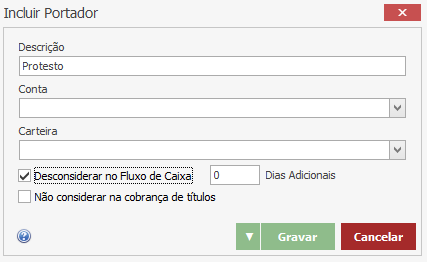 Incluir Portador
Descrição
Protesto
Conta
Carteira
Desconsiderar no Fluxo de Caixa 0 Dias Adicionais
Não considerar na cobrança de títulos
Gravar Cancelar